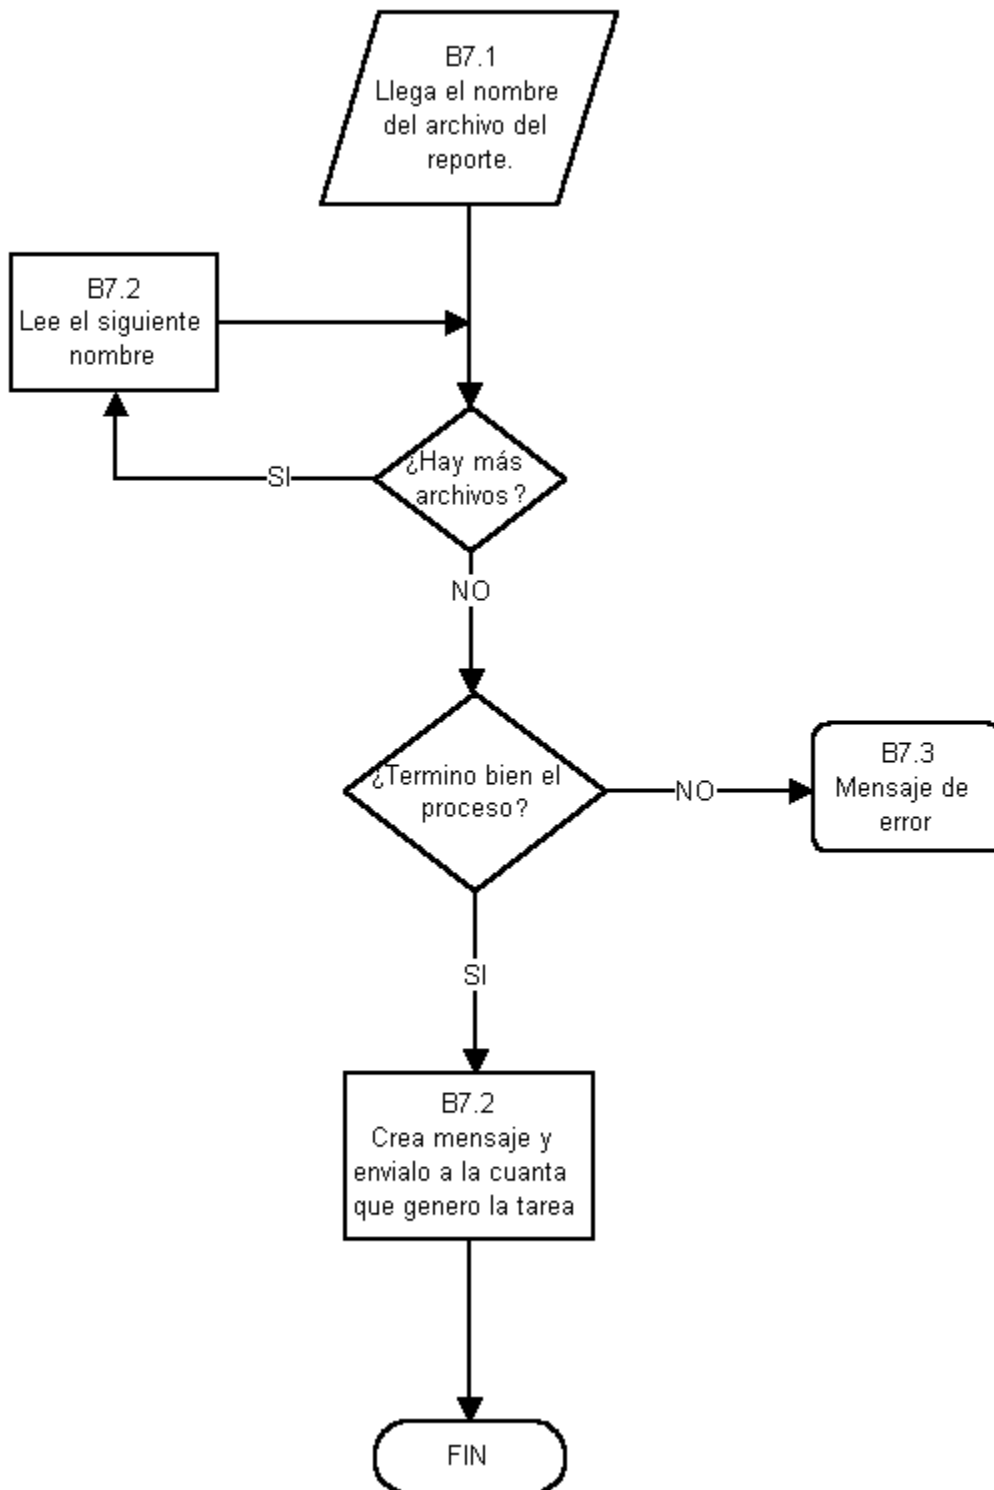 B7.1
Llega el nombre
del archivo del
reporte.
B7.2
Lee el siguiente
nombre
¿Hay más
archivos?
SI
NO
¿Termino bien el
proceso?
NO
B7.3
Mensaje de
error
SI
B7.2
Crea mensaje y
envialo a la cuanta
que genero la tarea
FIN